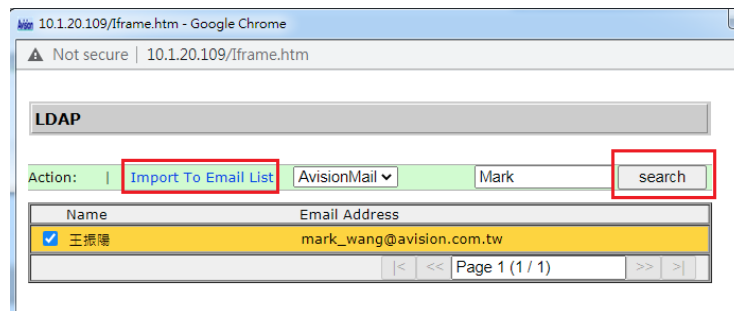 Avision 10.1.20.109/Iframe.htm - Google Chrome
Not secure | 10.1.20.109/Iframe.htm
LDAP
Action: | Import To Email List AvisionMail Mark search
Name Email Address
王振陽 mark_wang@avision.com.tw
|< << Page 1 (1 / 1) >> >|